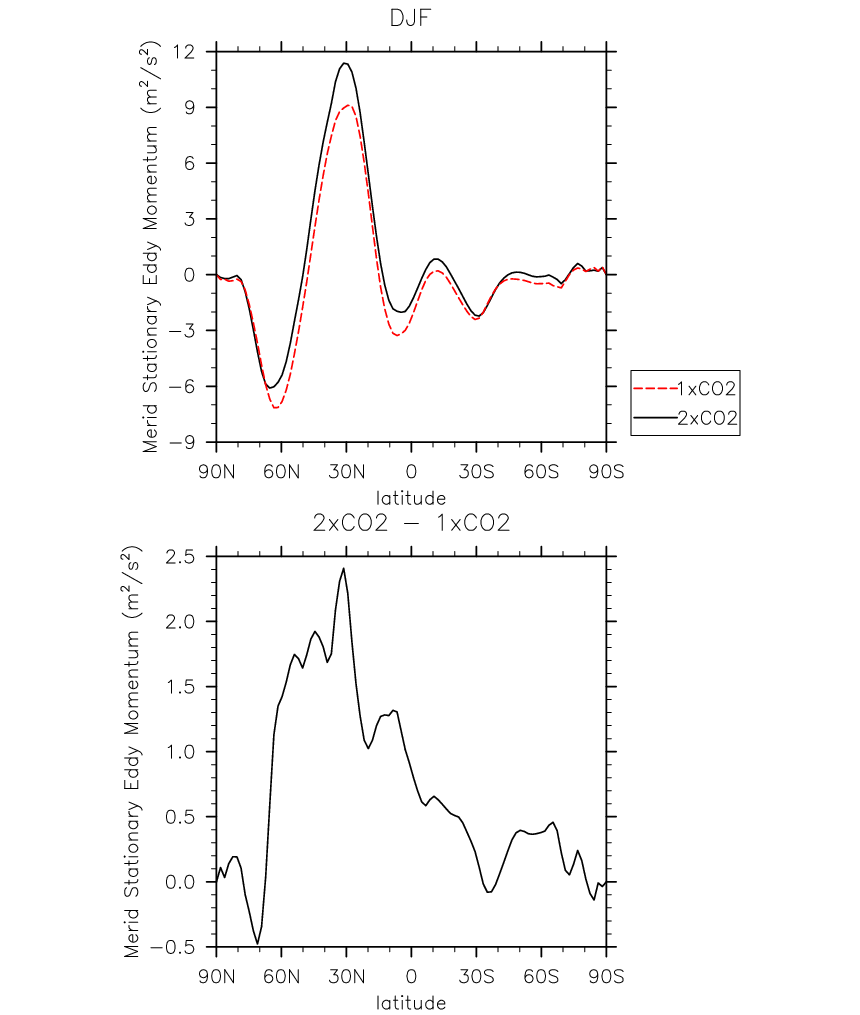 DJF
Merid Stationary Eddy Momentum (m²/s²)
12
9
6
3
0
−3
−6
−9
90N 60N 30N 0 30S 60S 90S
latitude
1xCO2
2xCO2
2xCO2 − 1xCO2
Merid Stationary Eddy Momentum (m²/s²)
2.5
2.0
1.5
1.0
0.5
0.0
−0.5
90N 60N 30N 0 30S 60S 90S
latitude